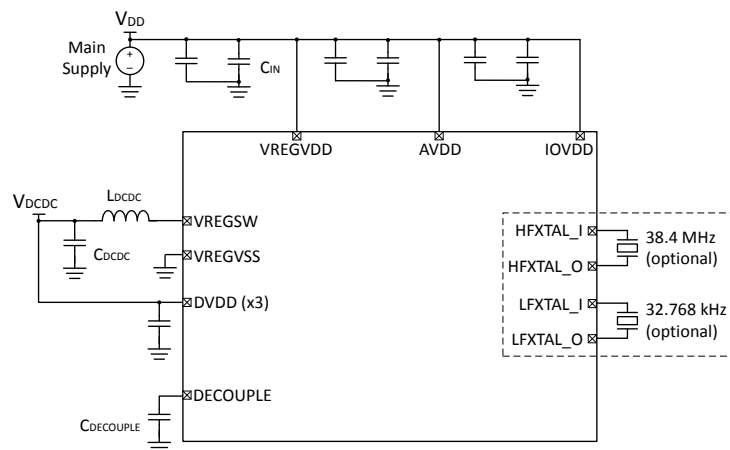 VDD
Main
Supply
+
−
CIN
VREGVDD
AVDD
IOVDD
VDCDC
LDCDC
VREGSW
CDCDC
VREGVSS
DVDD (x3)
HFXTAL_I
38.4 MHz
(optional)
HFXTAL_O
LFXTAL_I
32.768 kHz
(optional)
LFXTAL_O
DECOUPLE
CDECOUPLE